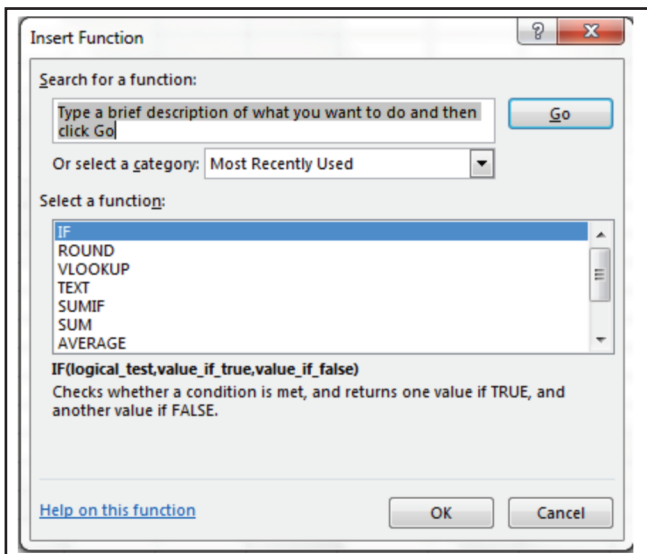 Insert Function
?
Search for a function:
Type a brief description of what you want to do and then
click Go
Go
Or select a category: Most Recently Used
Select a function:
IF
ROUND
VLOOKUP
TEXT
SUMIF
SUM
AVERAGE
IF(logical_test,value_if_true,value_if_false)
Checks whether a condition is met, and returns one value if TRUE, and
another value if FALSE.
Help on this function
OK
Cancel